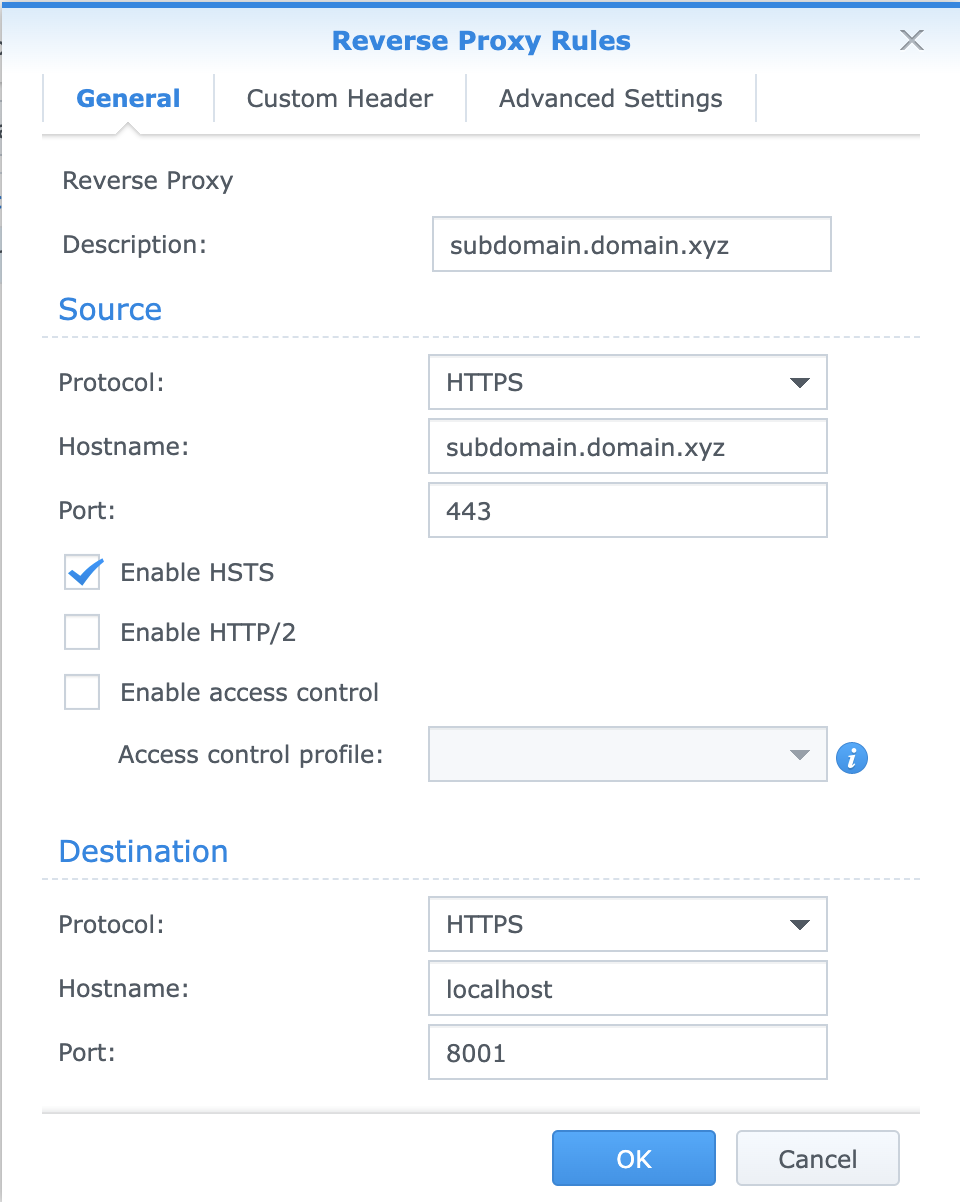 Reverse Proxy Rules
General Custom Header Advanced Settings
Reverse Proxy
Description: subdomain.domain.xyz
Source
Protocol: HTTPS
Hostname: subdomain.domain.xyz
Port: 443
Enable HSTS
Enable HTTP/2
Enable access control
Access control profile: i
Destination
Protocol: HTTPS
Hostname: localhost
Port: 8001
OK Cancel